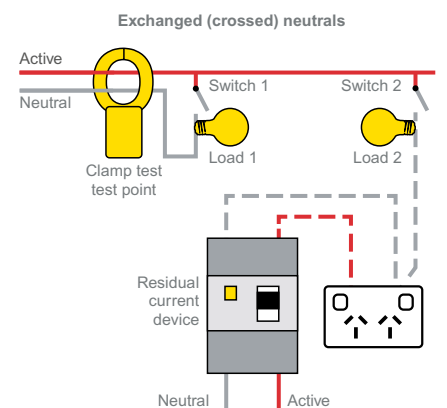 Exchanged (crossed) neutrals
Active
Neutral
Switch 1
Switch 2
Load 1
Load 2
Clamp test
test point
Residual
current
device
Neutral
Active